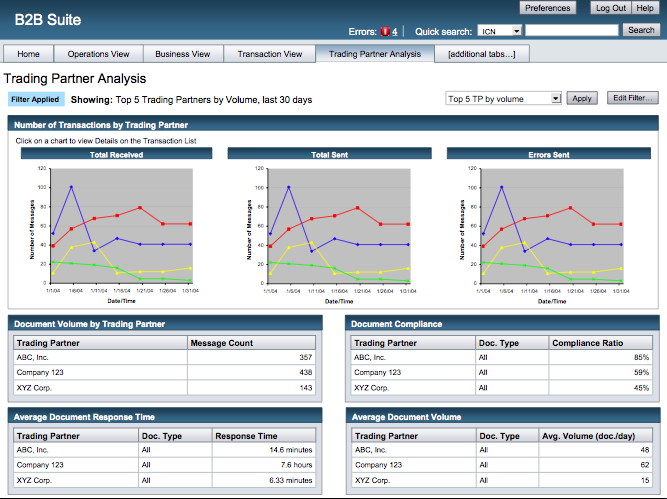 Preferences Log Out Help
B2B Suite
Errors: 4 Quick search: ICN Search
Home Operations View Business View Transaction View Trading Partner Analysis [additional tabs…]
Trading Partner Analysis
Filter Applied Showing: Top 5 Trading Partners by Volume, last 30 days Top 5 TP by volume Apply Edit Filter…
Number of Transactions by Trading Partner
Click on a chart to view Details on the Transaction List
Total Received Total Sent Errors Sent
120 120 120
100 100 100
80 80 80
60 60 60
40 40 40
20 20 20
0 0 0
Number of Messages Number of Messages Number of Messages
1/1/04 1/6/04 1/11/04 1/16/04 1/21/04 1/26/04 1/31/04 1/1/04 1/6/04 1/11/04 1/16/04 1/21/04 1/26/04 1/31/04 1/1/04 1/6/04 1/11/04 1/16/04 1/21/04 1/26/04 1/31/04
Date/Time Date/Time Date/Time
Document Volume by Trading Partner
Trading Partner Message Count
ABC, Inc. 357
Company 123 438
XYZ Corp. 143
Document Compliance
Trading Partner Doc. Type Compliance Ratio
ABC, Inc. All 85%
Company 123 All 59%
XYZ Corp. All 45%
Average Document Response Time
Trading Partner Doc. Type Response Time
ABC, Inc. All 14.6 minutes
Company 123 All 7.6 hours
XYZ Corp. All 6.33 minutes
Average Document Volume
Trading Partner Doc. Type Avg. Volume (doc./day)
ABC, Inc. All 48
Company 123 All 62
XYZ Corp. All 15